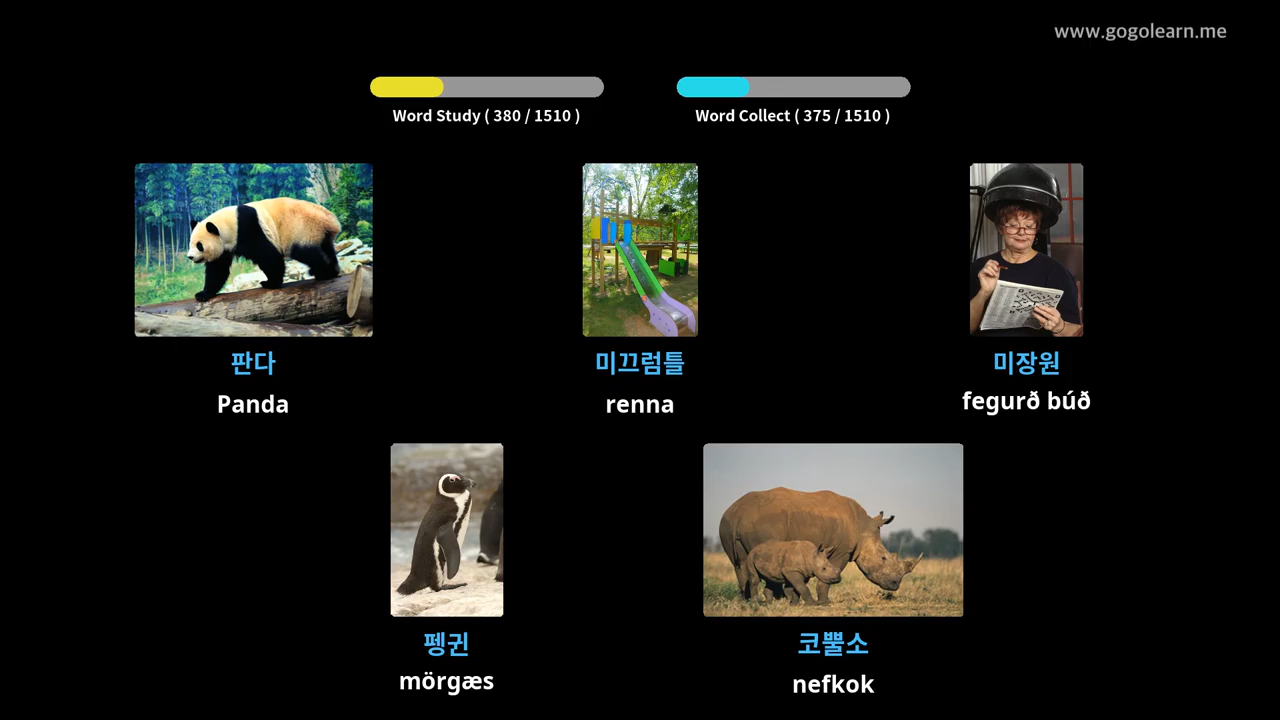 www.gogolearn.me
Word Study ( 380 / 1510 )
Word Collect ( 375 / 1510 )
판다
Panda
미끄럼틀
renna
미장원
fegurð búð
펭귄
mörgæs
코뿔소
nefkok